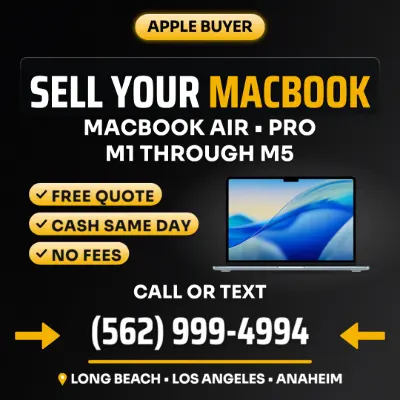 APPLE BUYER
SELL YOUR MACBOOK
MACBOOK AIR • PRO
M1 THROUGH M5
FREE QUOTE
CASH SAME DAY
NO FEES
CALL OR TEXT
(562) 999-4994
LONG BEACH • LOS ANGELES • ANAHEIM